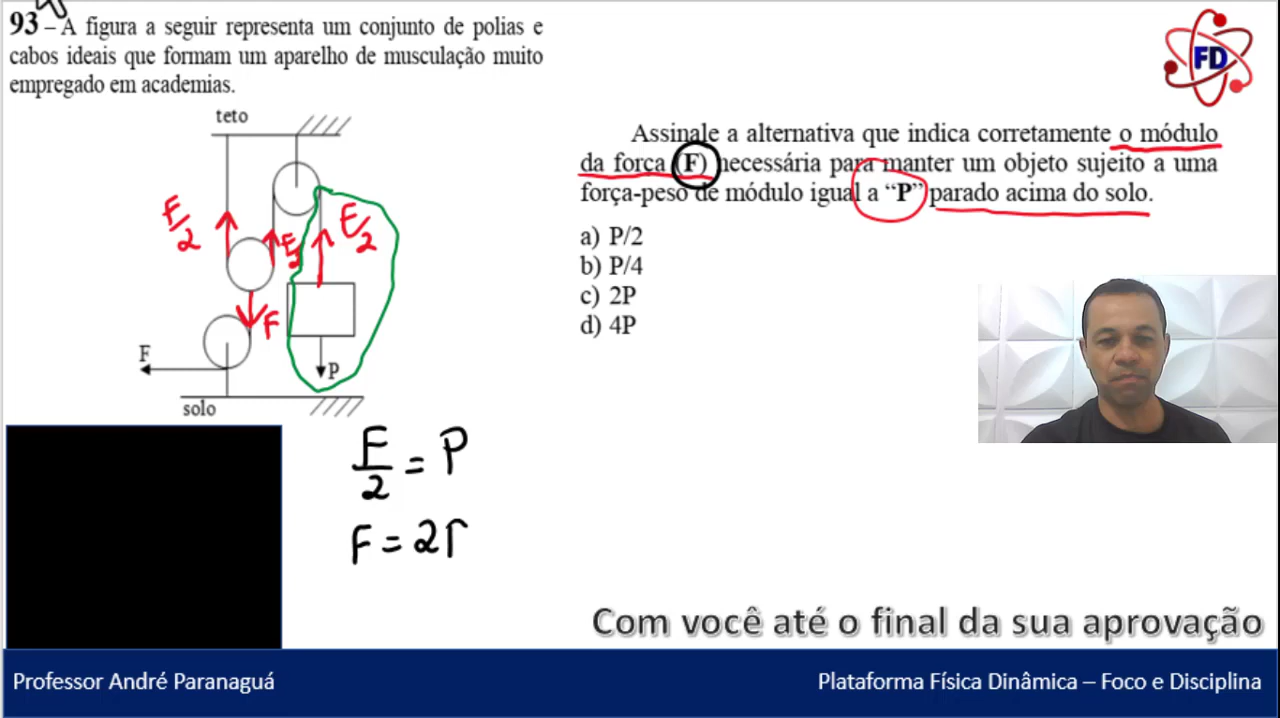 93 – A figura a seguir representa um conjunto de polias e
cabos ideais que formam um aparelho de musculação muito
empregado em academias.
teto
F/2
F/2
F/2
F
F
P
solo
F/2 = P
F = 2P
FD
Assinale a alternativa que indica corretamente o módulo
da força (F) necessária para manter um objeto sujeito a uma
força-peso de módulo igual a “P” parado acima do solo.
a) P/2
b) P/4
c) 2P
d) 4P
Com você até o final da sua aprovação
Professor André Paranaguá
Plataforma Física Dinâmica – Foco e Disciplina